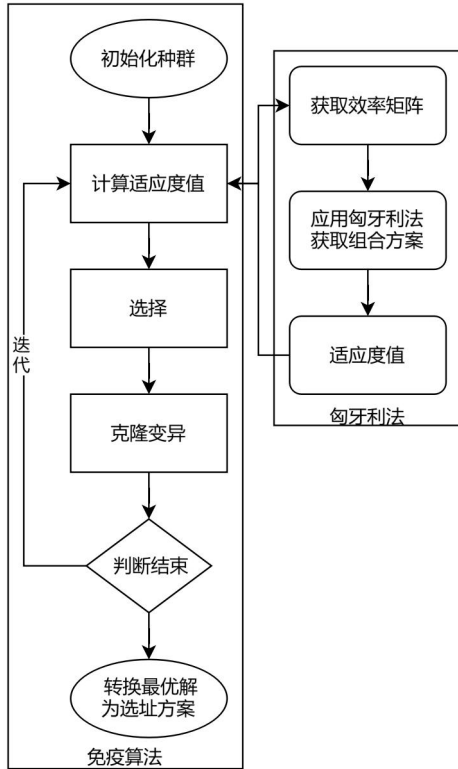 初始化种群
计算适应度值
选择
克隆变异
判断结束
转换最优解
为选址方案
迭代
免疫算法
获取效率矩阵
应用匈牙利法
获取组合方案
适应度值
匈牙利法